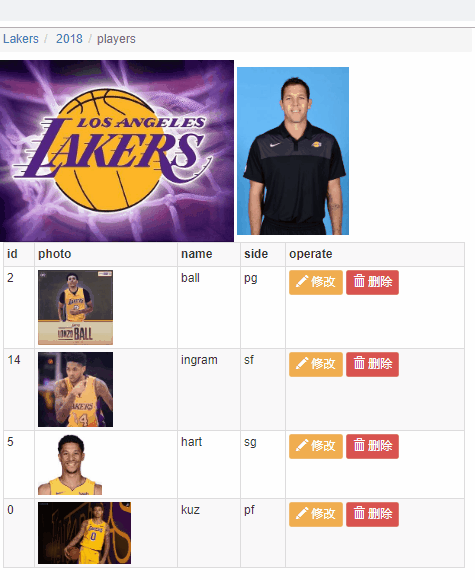 Lakers / 2018 / players
LOS ANGELES
LAKERS
id photo name side operate
2 ball pg 修改 删除
LONZO BALL
14 ingram sf 修改 删除
LAKERS
5 hart sg 修改 删除
0 kuz pf 修改 删除
0